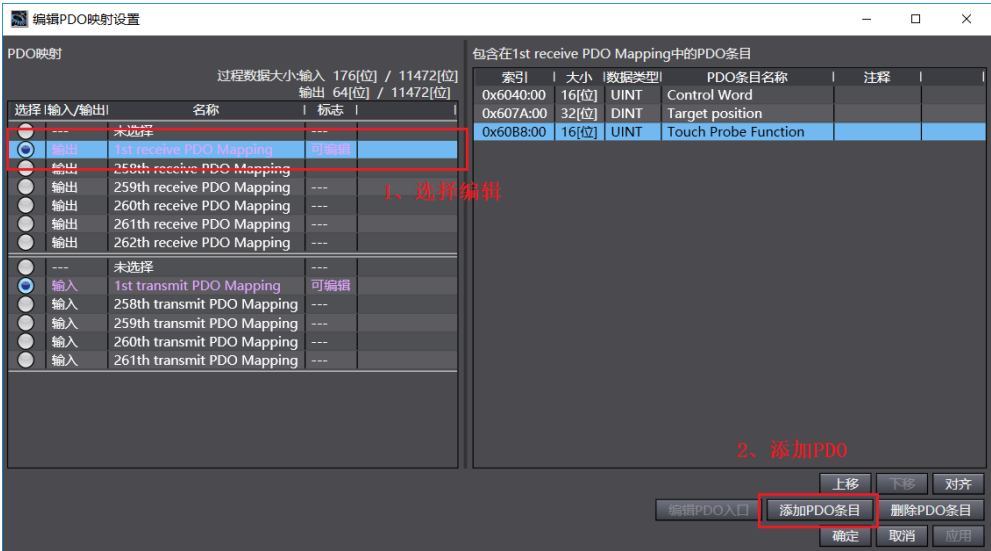 编辑PDO映射设置
PDO映射
过程数据大小:输入 176[位] / 11472[位]
输出 64[位] / 11472[位]
选择 输入/输出 名称 标志
--- 未选择 ---
输出 1st receive PDO Mapping 可编辑
输出 258th receive PDO Mapping ---
输出 259th receive PDO Mapping ---
输出 260th receive PDO Mapping ---
输出 261th receive PDO Mapping ---
输出 262th receive PDO Mapping ---
--- 未选择 ---
输入 1st transmit PDO Mapping 可编辑
输入 258th transmit PDO Mapping ---
输入 259th transmit PDO Mapping ---
输入 260th transmit PDO Mapping ---
输入 261th transmit PDO Mapping ---
1、选择编辑
包含在1st receive PDO Mapping中的PDO条目
索引 大小 数据类型 PDO条目名称 注释
0x6040:00 16[位] UINT Control Word
0x607A:00 32[位] DINT Target position
0x60B8:00 16[位] UINT Touch Probe Function
2、添加PDO
上移 下移 对齐
编辑PDO入口 添加PDO条目 删除PDO条目
确定 取消 应用